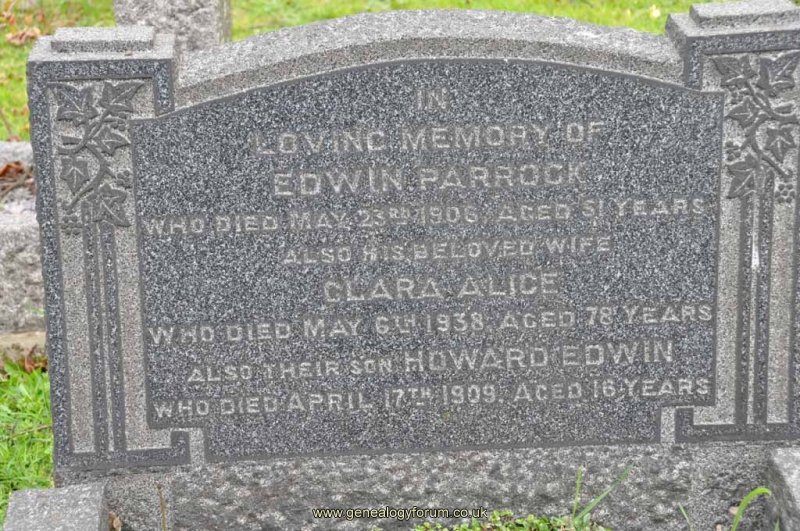 IN
LOVING MEMORY OF
EDWIN PARROCK
WHO DIED MAY 23RD 1906, AGED 51 YEARS
ALSO HIS BELOVED WIFE
CLARA ALICE
WHO DIED MAY 6TH 1938, AGED 78 YEARS
ALSO THEIR SON HOWARD EDWIN
WHO DIED APRIL 17TH 1909, AGED 16 YEARS
www.genealogyforum.co.uk